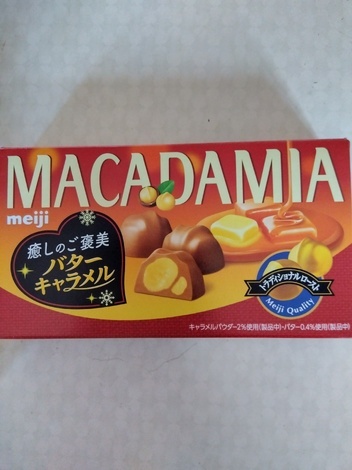 MACADAMIA
meiji
癒しのご褒美
バター
キャラメル
トラディショナルロースト
Meiji Quality
キャラメルパウダー2%使用(製品中)・バター0.4%使用(製品中)